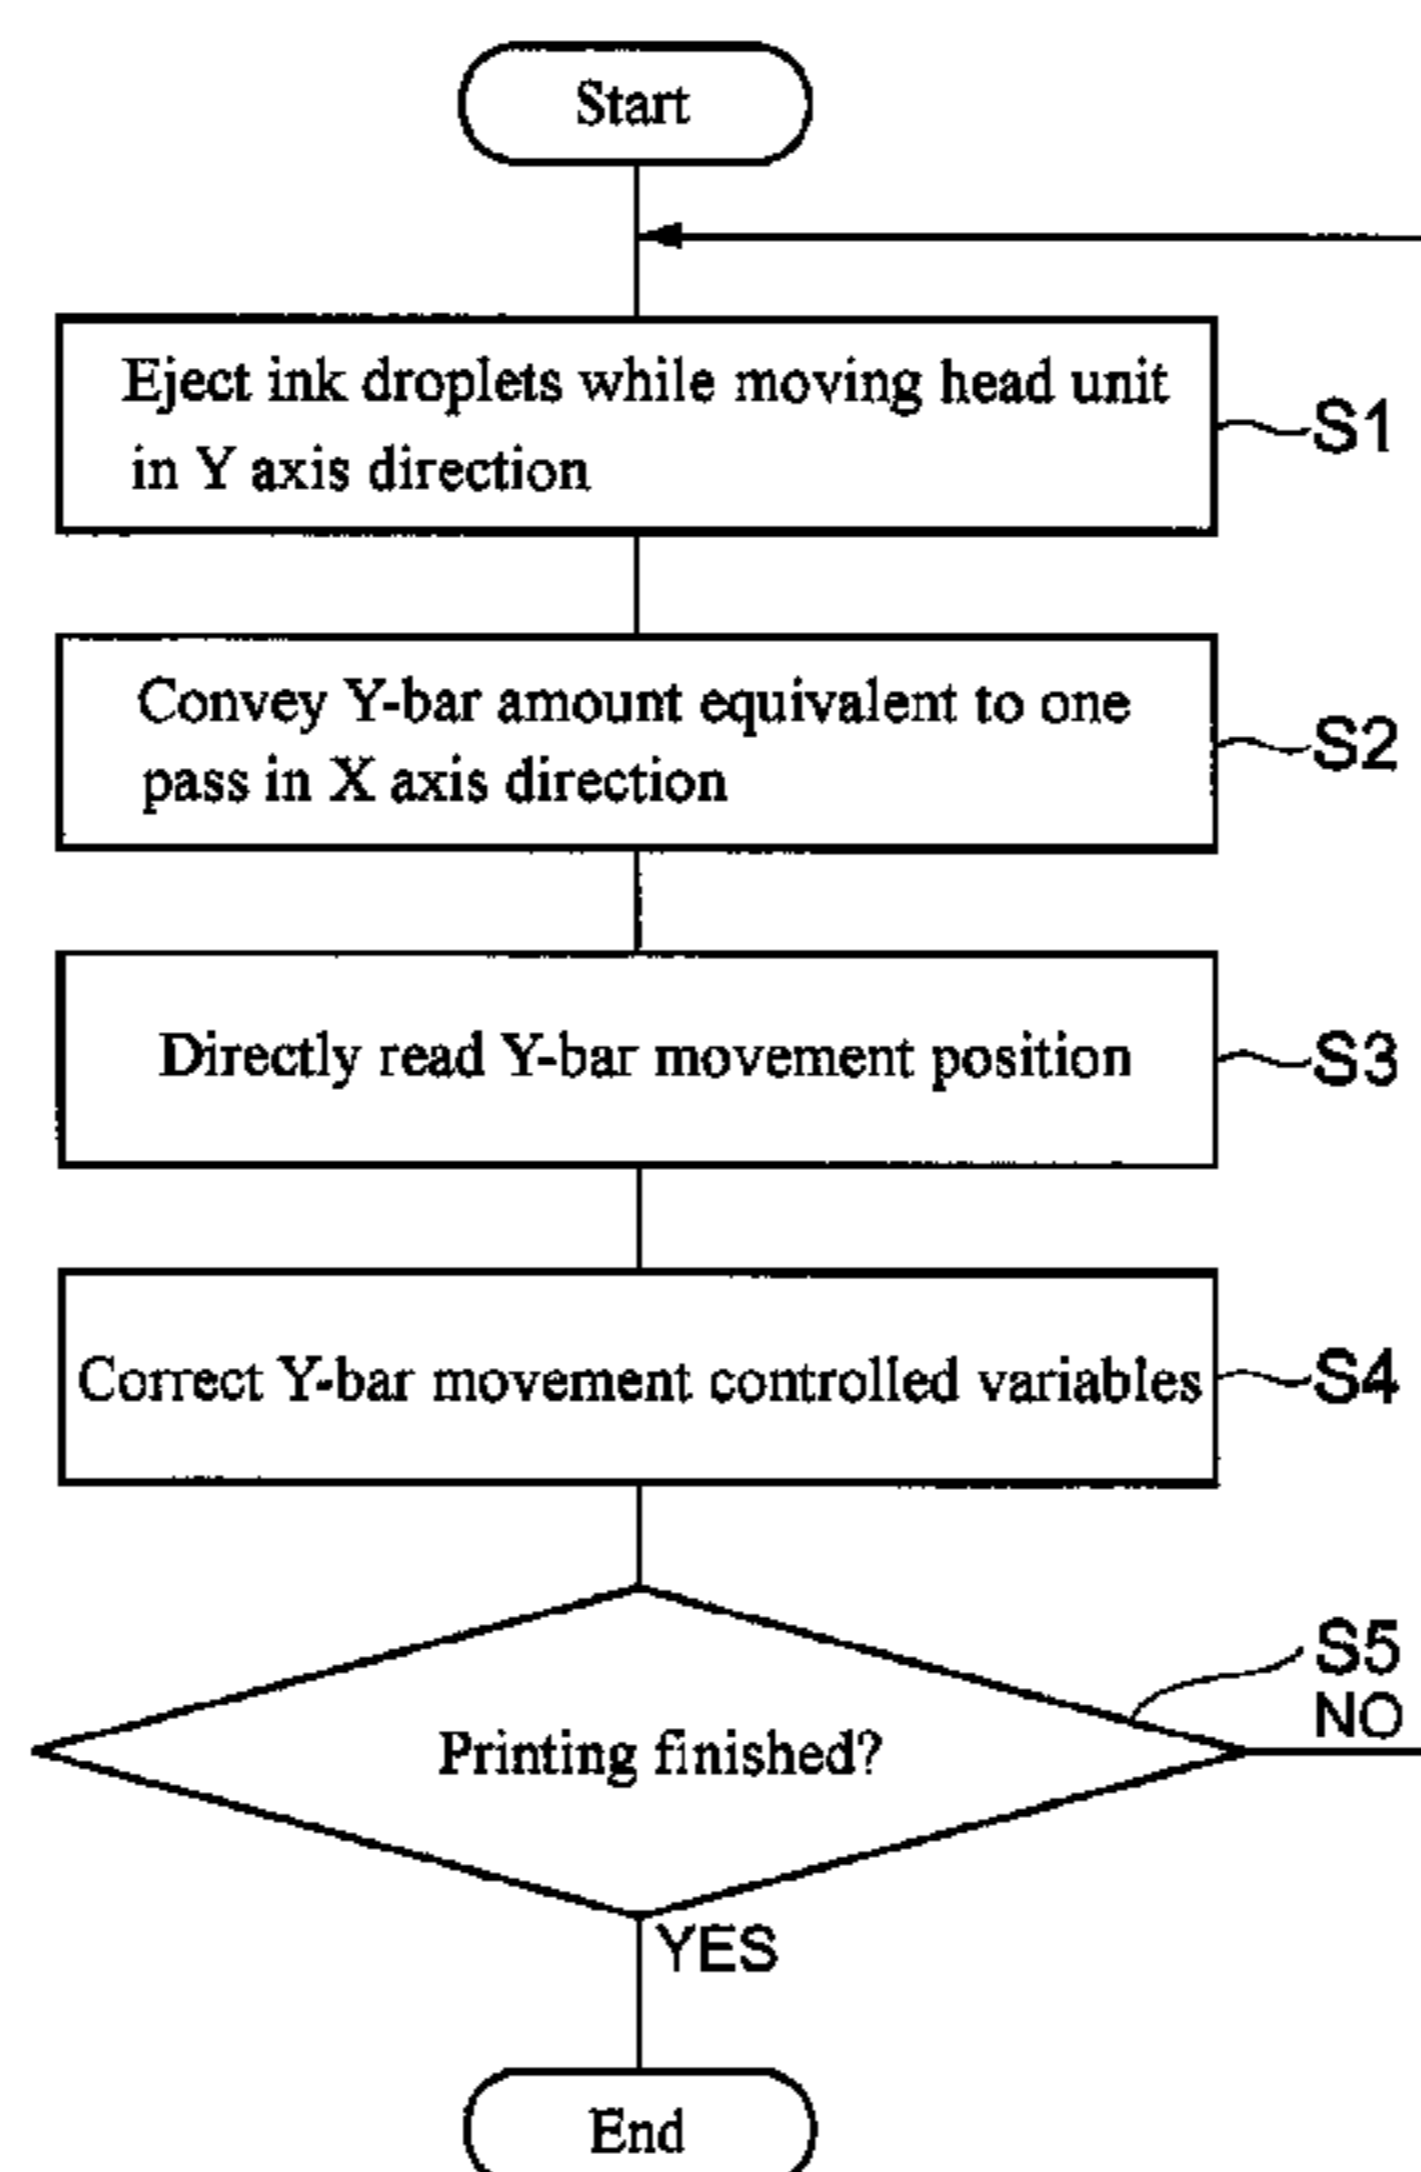 Start
Eject ink droplets while moving head unit
in Y axis direction
S1
Convey Y-bar amount equivalent to one
pass in X axis direction
S2
Directly read Y-bar movement position
S3
Correct Y-bar movement controlled variables
S4
S5
NO
Printing finished?
YES
End